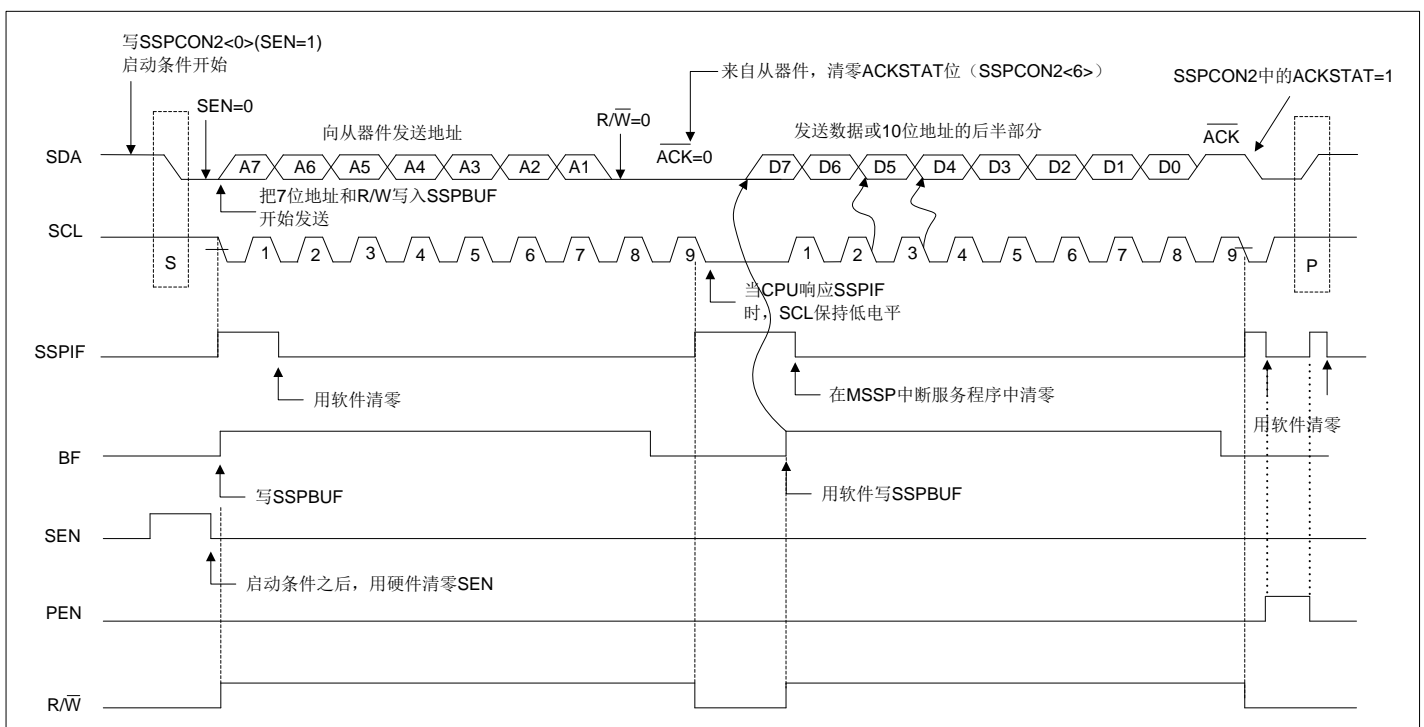 写SSPCON2<0>(SEN=1)
启动条件开始
SEN=0
向从器件发送地址
R/W̅=0
来自从器件，清零ACKSTAT位（SSPCON2<6>）
A̅C̅K̅=0
发送数据或10位地址的后半部分
SSPCON2中的ACKSTAT=1
A̅C̅K̅
SDA
A7 A6 A5 A4 A3 A2 A1
D7 D6 D5 D4 D3 D2 D1 D0
把7位地址和R/W写入SSPBUF
开始发送
SCL
S
1 2 3 4 5 6 7 8 9
1 2 3 4 5 6 7 8 9
P
当CPU响应SSPIF
时，SCL保持低电平
SSPIF
用软件清零
在MSSP中断服务程序中清零
用软件清零
BF
写SSPBUF
用软件写SSPBUF
SEN
启动条件之后，用硬件清零SEN
PEN
R/W̅